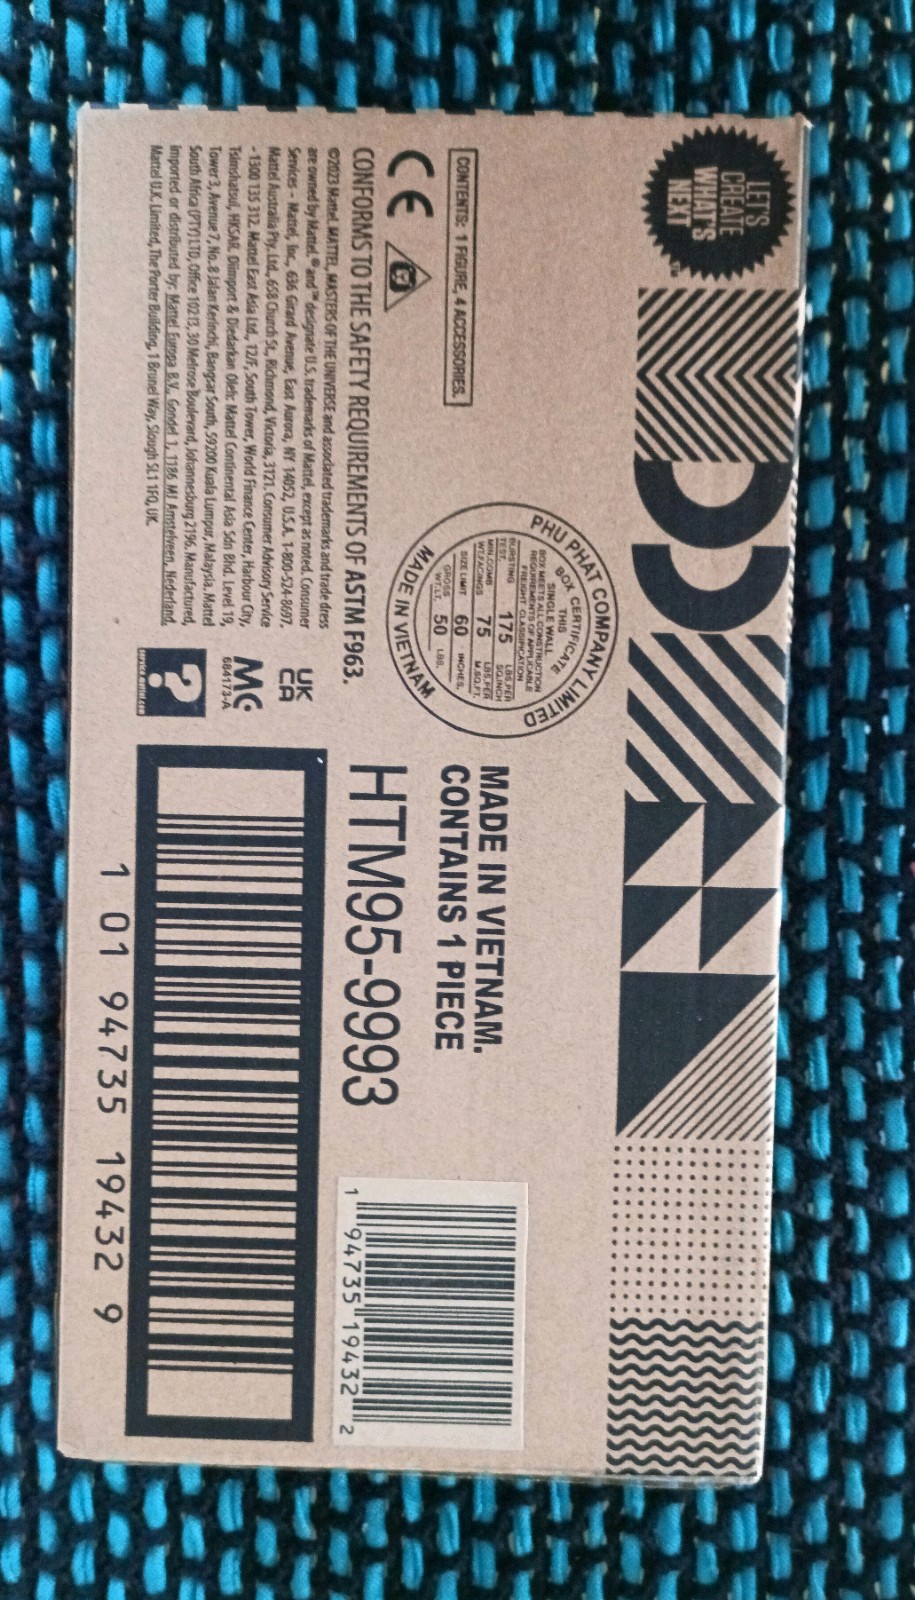 LET'S
CREATE
WHAT'S
NEXT
TM
CONTENTS: 1 FIGURE, 4 ACCESSORIES.
CE
CONFORMS TO THE SAFETY REQUIREMENTS OF ASTM F963.
©2023 Mattel. MATTEL, MASTERS OF THE UNIVERSE and associated trademarks and trade dress
are owned by Mattel. ® and ™ designate U.S. trademarks of Mattel, except as noted. Consumer
Services - Mattel, Inc., 636 Girard Avenue, East Aurora, NY 14052, U.S.A. 1-800-524-8697.
Mattel Australia Pty. Ltd., 658 Church St., Richmond, Victoria, 3121. Consumer Advisory Service
- 1300 135 312. Mattel East Asia Ltd., 12/F, South Tower, World Finance Center, Harbour City,
Tsimshatsui, HKSAR. Diimport & Diedarkan Oleh: Mattel Continental Asia Sdn Bhd. Level 19,
Tower 3, Avenue 7, No. 8 Jalan Kerinchi, Bangsar South, 59200 Kuala Lumpur, Malaysia. Mattel
South Africa (PTY) LTD, Office 102 I3, 30 Melrose Boulevard, Johannesburg 2196. Manufactured,
imported or distributed by: Mattel Europa B.V., Gondel 1, 1186 MJ Amstelveen, Nederland.
Mattel U.K. Limited, The Porter Building, 1 Brunel Way, Slough SL1 1FQ, UK.
UK
CA
MC
684173-A
?
service.mattel.com
PHU PHAT COMPANY LIMITED
BOX CERTIFICATE
THIS
SINGLE WALL
BOX MEETS ALL CONSTRUCTION
REQUIREMENTS OF APPLICABLE
FREIGHT CLASSIFICATION
BURSTING TEST 175 LBS.PER SQ.INCH
MIN.COMB WT.FACINGS 75 LBS.PER M.SQ.FT.
SIZE LIMIT 60 INCHES.
GROSS WT.LT. 50 LBS.
MADE IN VIETNAM
MADE IN VIETNAM.
CONTAINS 1 PIECE
HTM95-9993
1 01 94735 19432 9
1 94735 19432 2